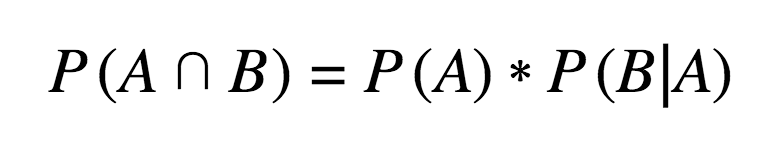 P(A ∩ B) = P(A) * P(B|A)